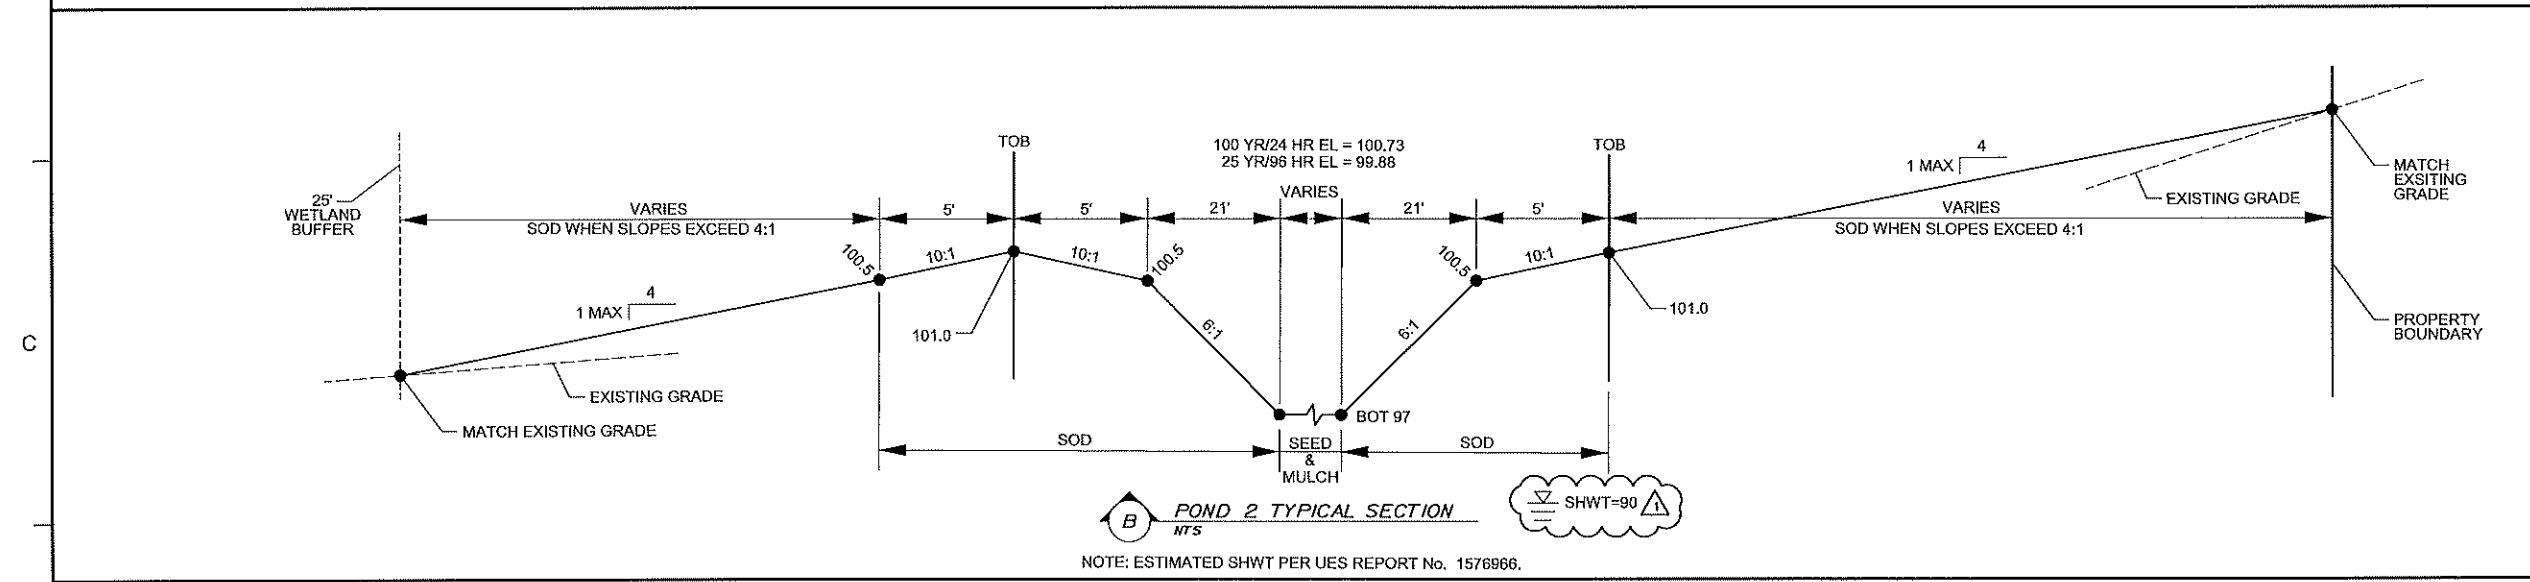 TOB
100 YR/24 HR EL = 100.73
25 YR/96 HR EL = 99.88
TOB
4
1 MAX
MATCH
EXSITING
GRADE
25'
WETLAND
BUFFER
VARIES
EXISTING GRADE
VARIES
SOD WHEN SLOPES EXCEED 4:1
5'
5'
21'
21'
5'
VARIES
SOD WHEN SLOPES EXCEED 4:1
100.5
10:1
10:1
100.5
100.5
10:1
4
1 MAX
101.0
6:1
6:1
101.0
PROPERTY
BOUNDARY
C
EXISTING GRADE
MATCH EXISTING GRADE
BOT 97
SOD
SEED
&
MULCH
SOD
B
POND 2 TYPICAL SECTION
NTS
SHWT=90
1
NOTE: ESTIMATED SHWT PER UES REPORT No. 1576966.